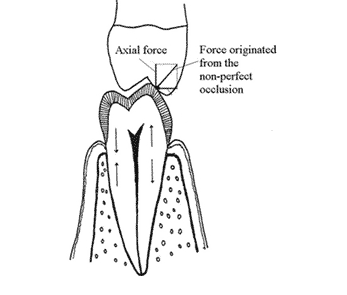 Axial force
Force originated
from the
non-perfect
occlusion